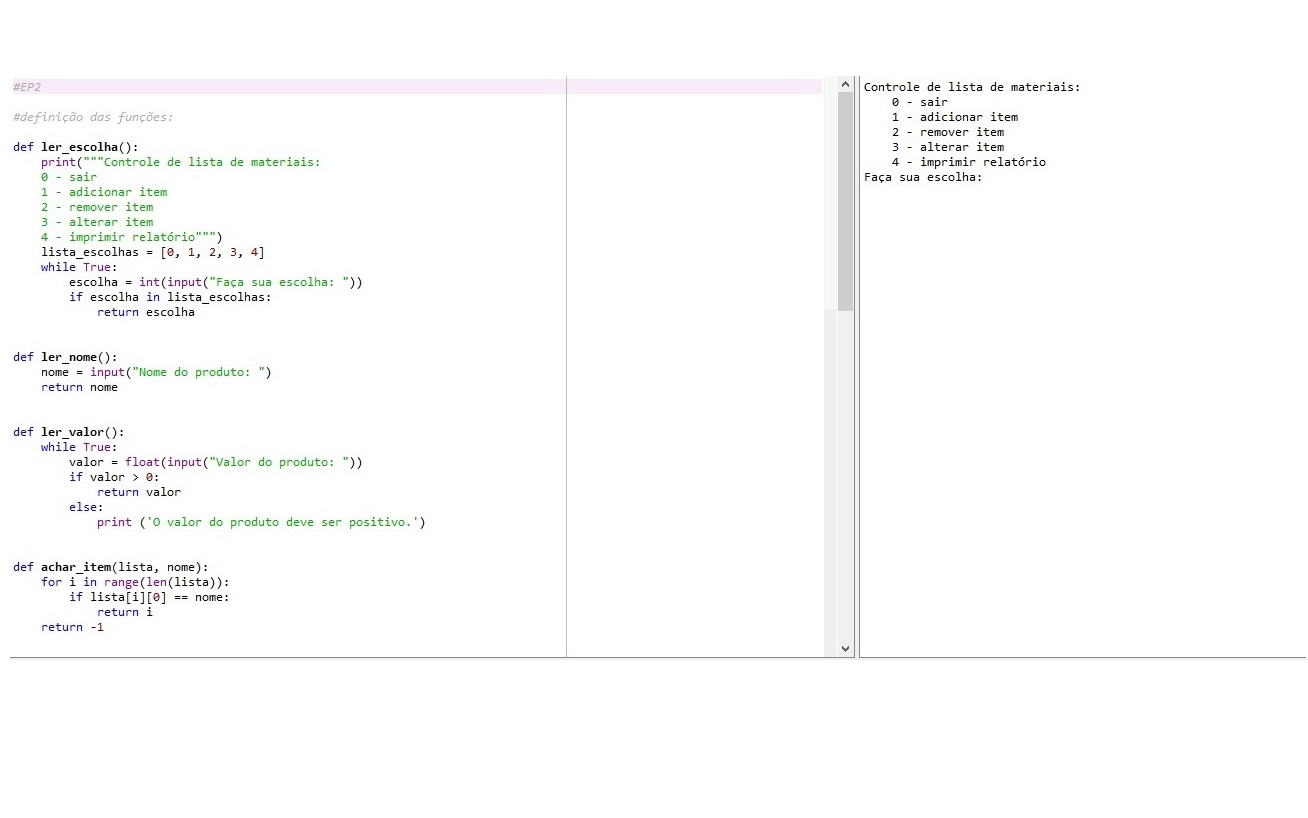 #EP2
#definição das funções:
def ler_escolha():
    print("""Controle de lista de materiais:
    0 - sair
    1 - adicionar item
    2 - remover item
    3 - alterar item
    4 - imprimir relatório""")
    lista_escolhas = [0, 1, 2, 3, 4]
    while True:
        escolha = int(input("Faça sua escolha: "))
        if escolha in lista_escolhas:
            return escolha
def ler_nome():
    nome = input("Nome do produto: ")
    return nome
def ler_valor():
    while True:
        valor = float(input("Valor do produto: "))
        if valor > 0:
            return valor
        else:
            print ('O valor do produto deve ser positivo.')
def achar_item(lista, nome):
    for i in range(len(lista)):
        if lista[i][0] == nome:
            return i
    return -1
Controle de lista de materiais:
    0 - sair
    1 - adicionar item
    2 - remover item
    3 - alterar item
    4 - imprimir relatório
Faça sua escolha: